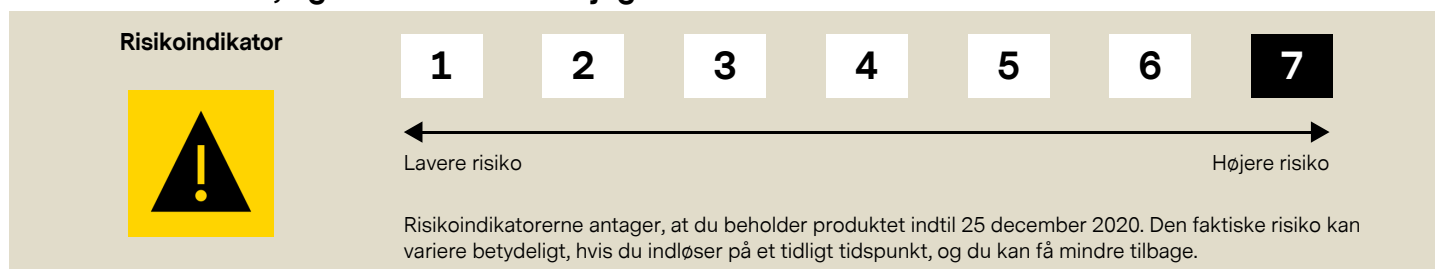 Risikoindikator
1 2 3 4 5 6 7
Lavere risiko Højere risiko
Risikoindikatorerne antager, at du beholder produktet indtil 25 december 2020. Den faktiske risiko kan
variere betydeligt, hvis du indløser på et tidligt tidspunkt, og du kan få mindre tilbage.